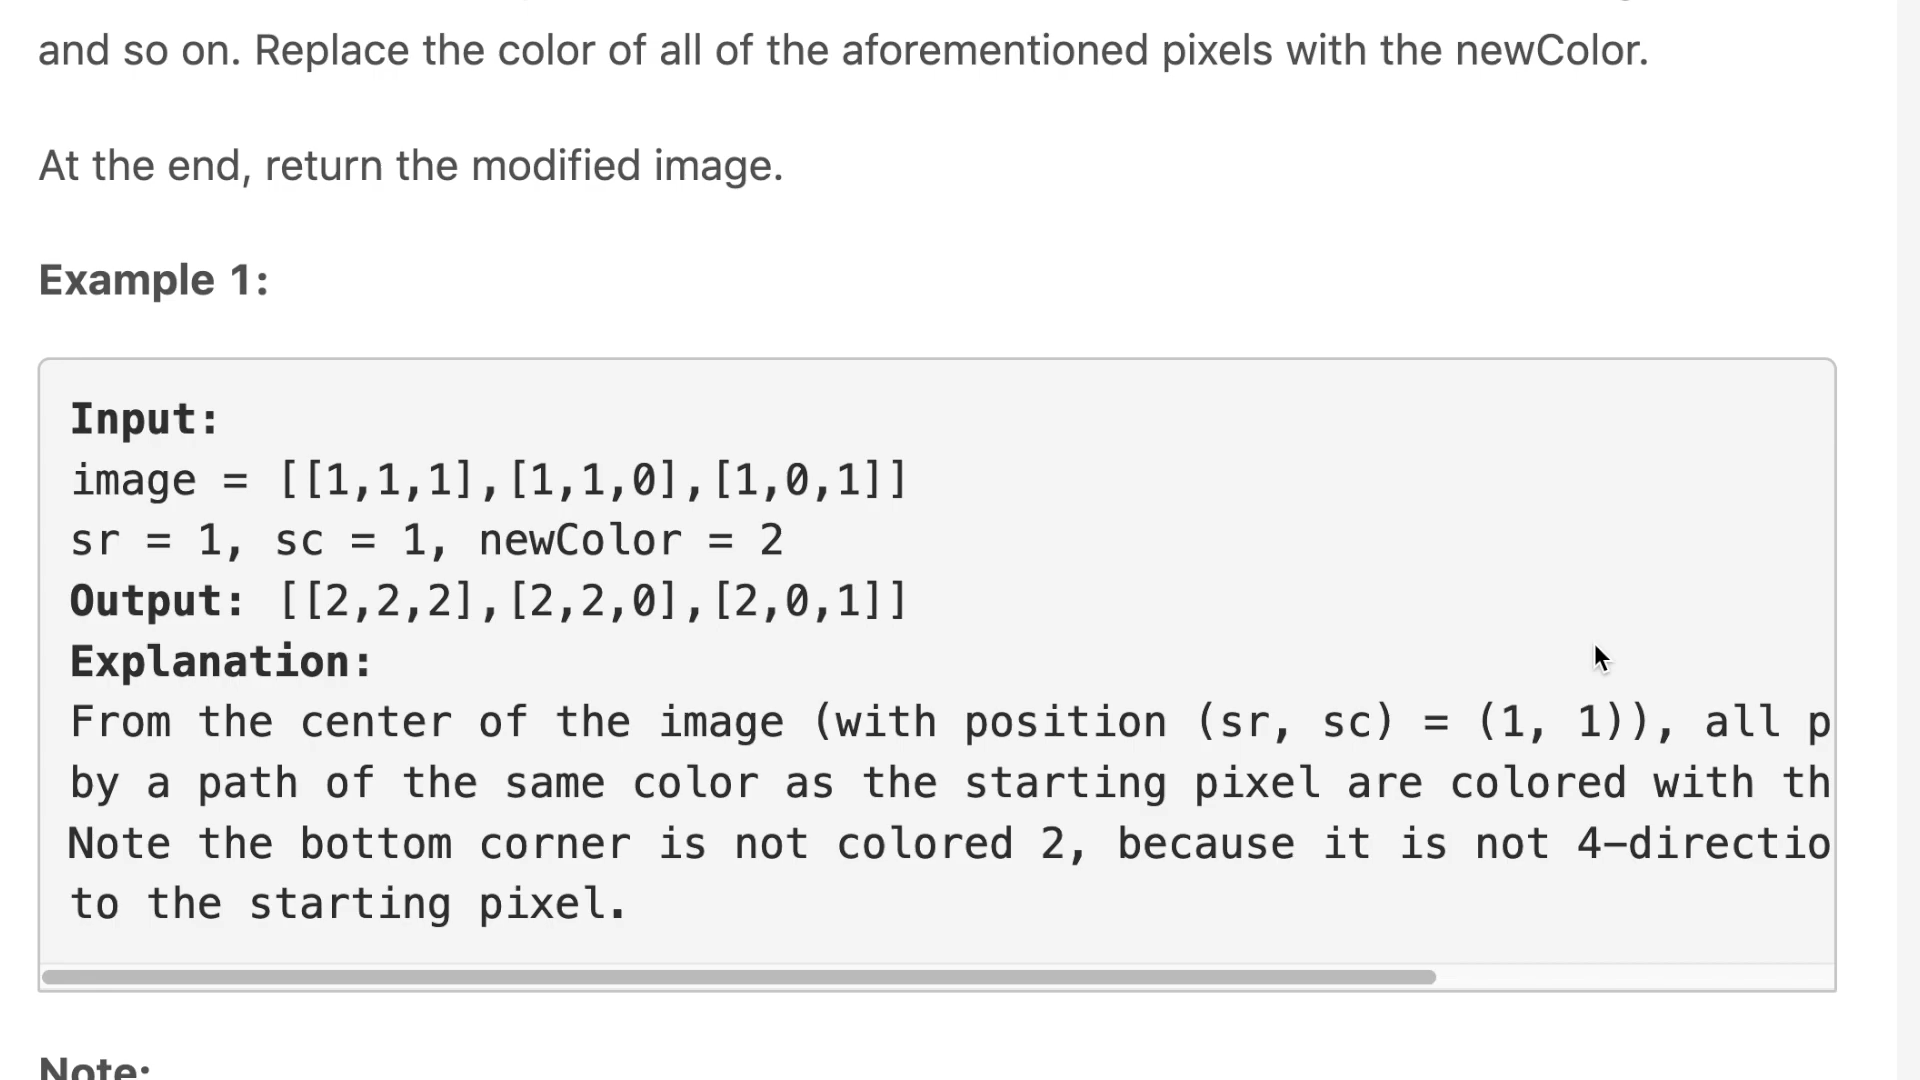 and so on. Replace the color of all of the aforementioned pixels with the newColor.
At the end, return the modified image.
Example 1:
Input:
image = [[1,1,1],[1,1,0],[1,0,1]]
sr = 1, sc = 1, newColor = 2
Output: [[2,2,2],[2,2,0],[2,0,1]]
Explanation:
From the center of the image (with position (sr, sc) = (1, 1)), all p
by a path of the same color as the starting pixel are colored with th
Note the bottom corner is not colored 2, because it is not 4-directio
to the starting pixel.
Note: